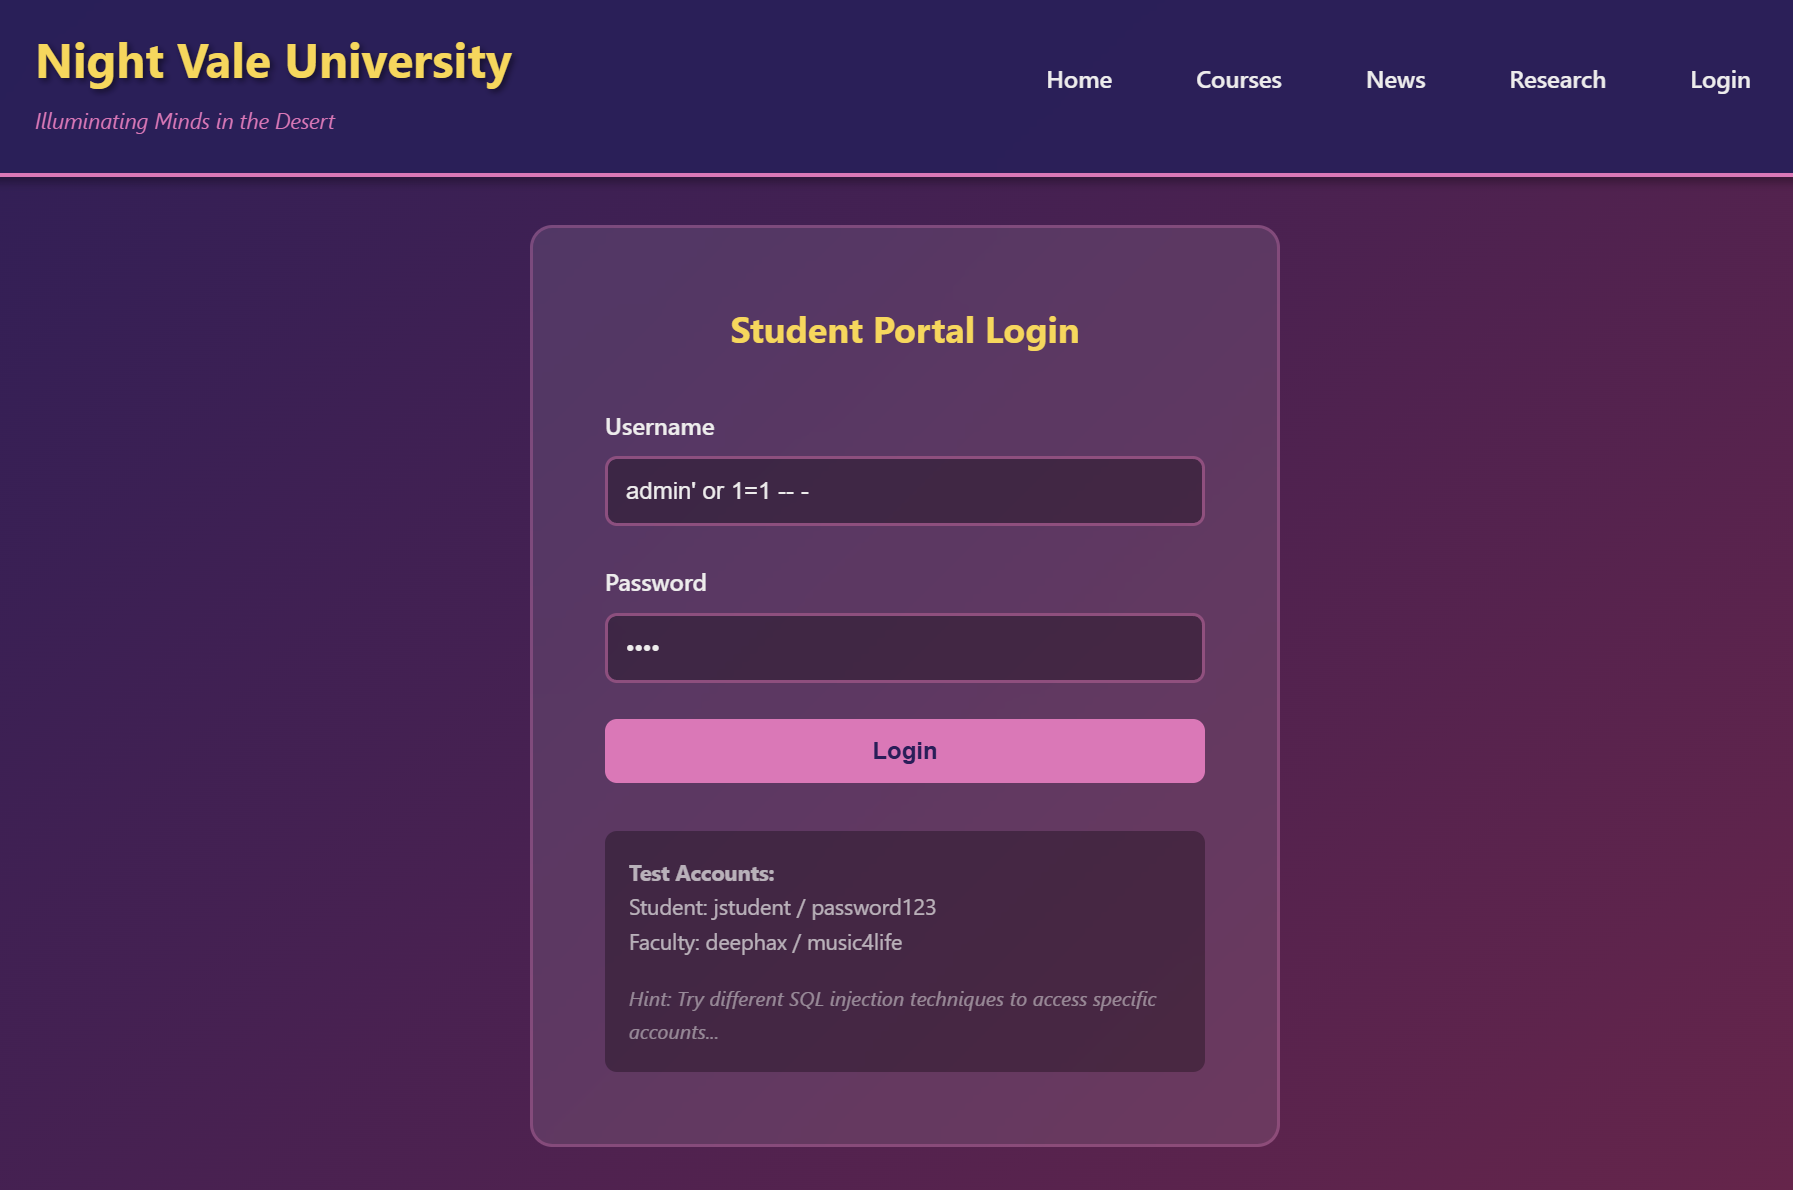 Night Vale University
Illuminating Minds in the Desert
Home Courses News Research Login
Student Portal Login
Username
admin' or 1=1 -- -
Password
••••
Login
Test Accounts:
Student: jstudent / password123
Faculty: deephax / music4life
Hint: Try different SQL injection techniques to access specific
accounts...